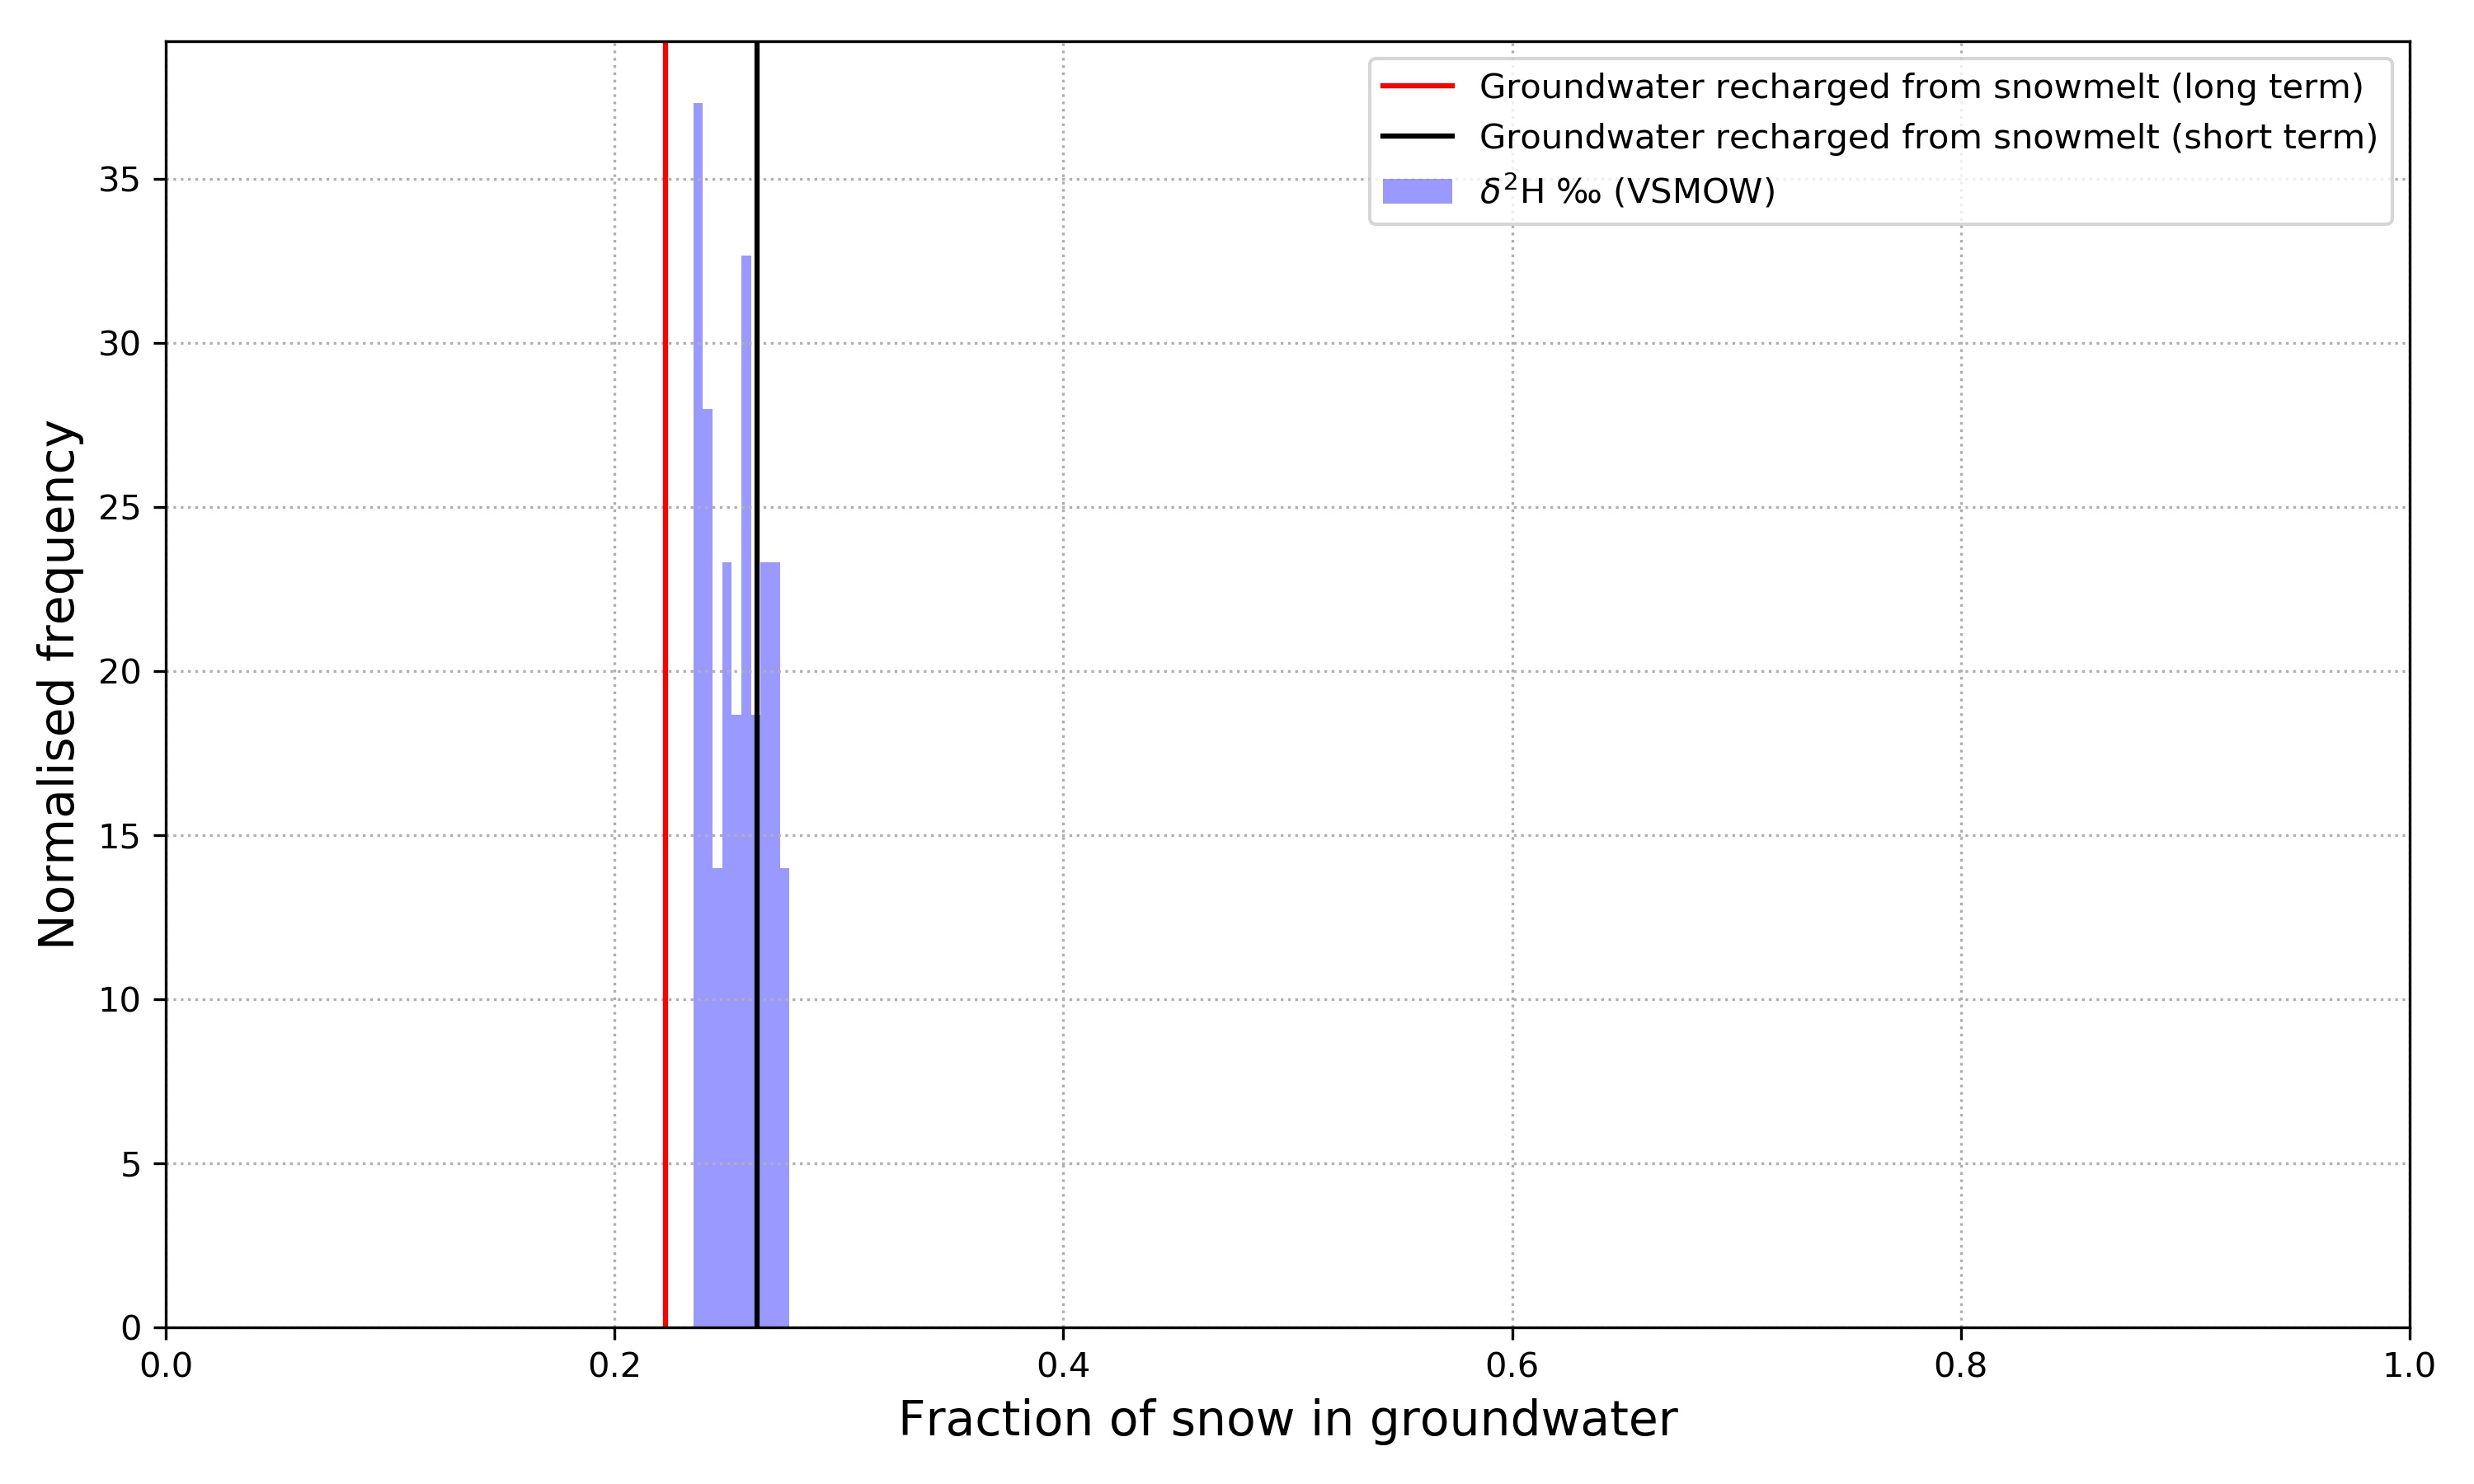 Groundwater recharged from snowmelt (long term)
Groundwater recharged from snowmelt (short term)
δ²H ‰ (VSMOW)
Normalised frequency
35
30
25
20
15
10
5
0
0.0 0.2 0.4 0.6 0.8 1.0
Fraction of snow in groundwater